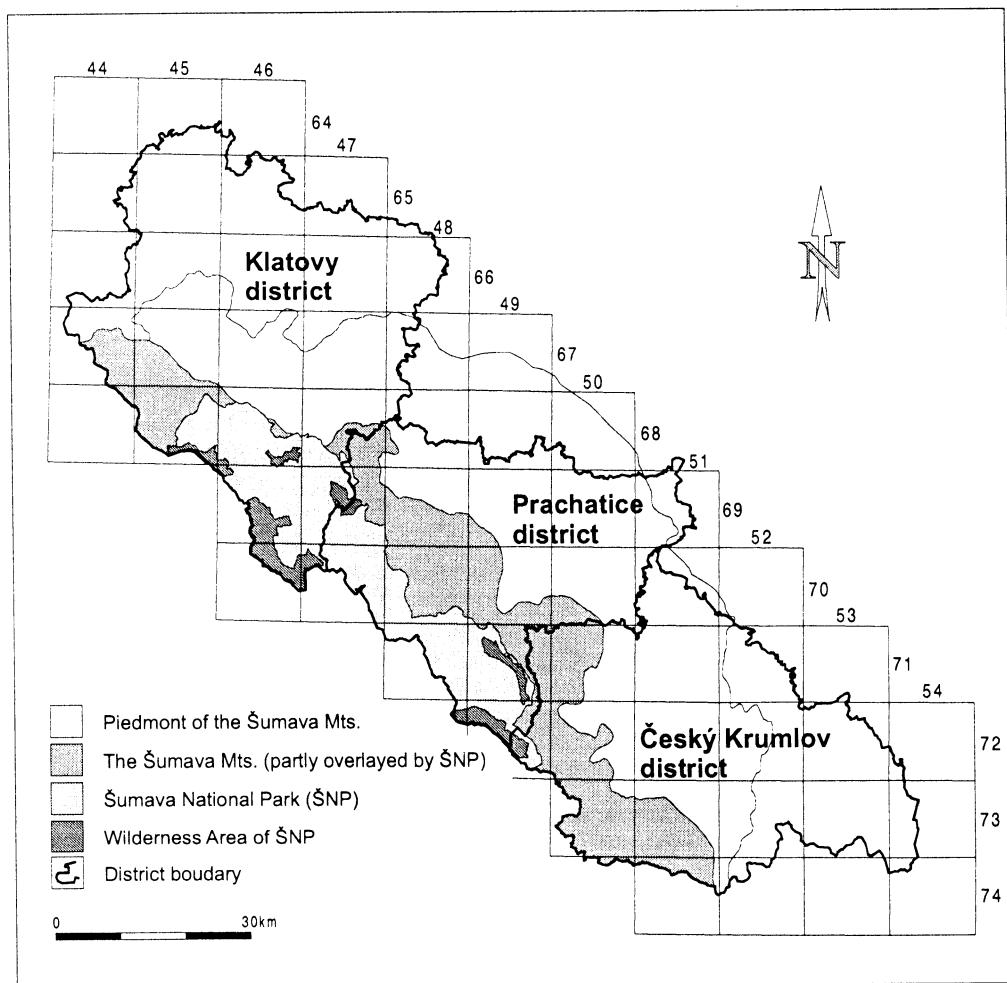 44 45 46
64
47
65
48
Klatovy
district
66
49
67
50
68
51
Prachatice
district
69
52
70
53
71
54
Český Krumlov
district
72
73
74
N
Piedmont of the Šumava Mts.
The Šumava Mts. (partly overlayed by ŠNP)
Šumava National Park (ŠNP)
Wilderness Area of ŠNP
District boudary
0 30km